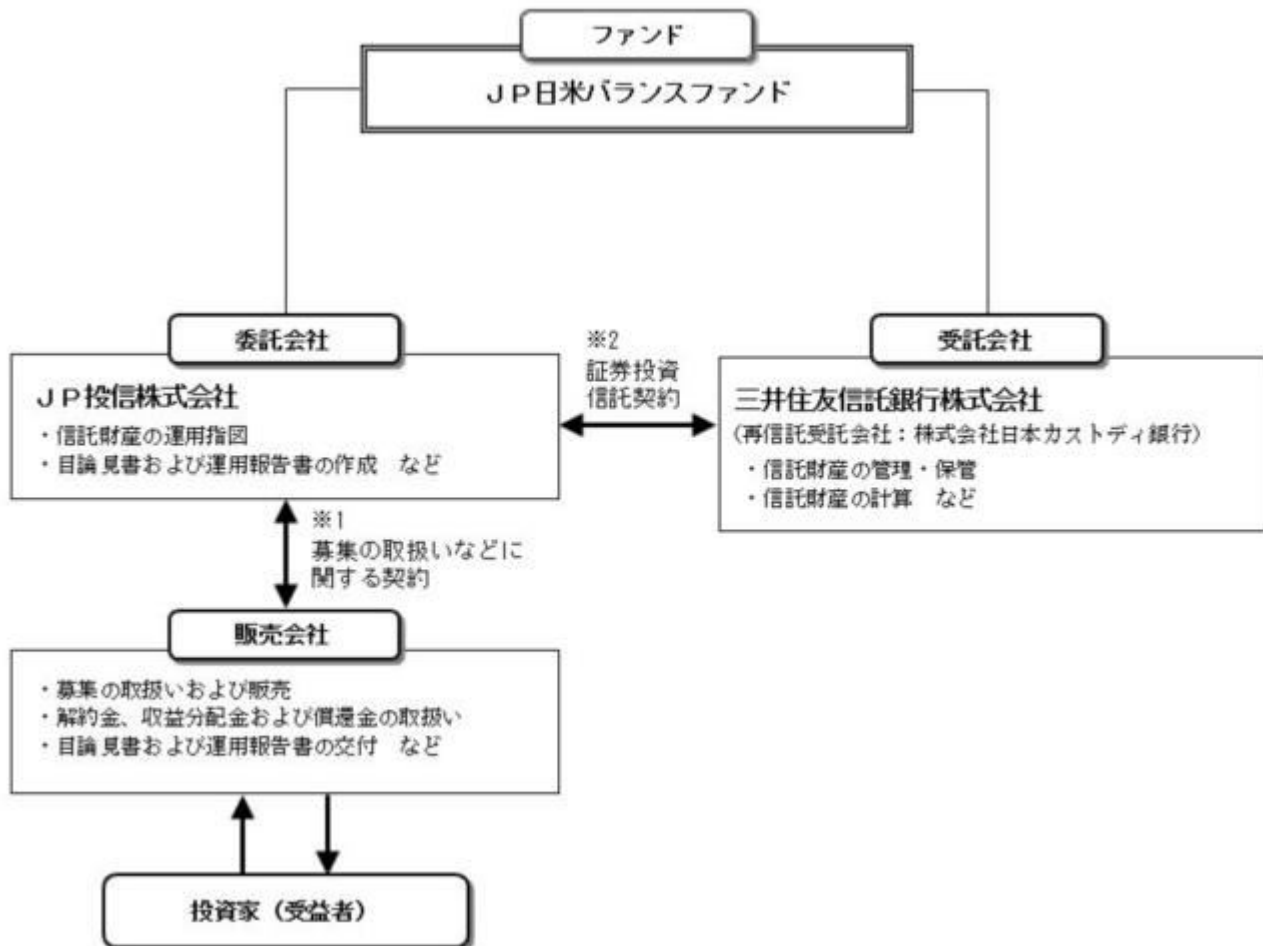 ファンド
JP日米バランスファンド
委託会社
JP投信株式会社
・信託財産の運用指図
・目論見書および運用報告書の作成 など
※2
証券投資
信託契約
受託会社
三井住友信託銀行株式会社
(再信託受託会社:株式会社日本カストディ銀行)
・信託財産の管理・保管
・信託財産の計算 など
※1
募集の取扱いなどに
関する契約
販売会社
・募集の取扱いおよび販売
・解約金、収益分配金および償還金の取扱い
・目論見書および運用報告書の交付 など
投資家(受益者)